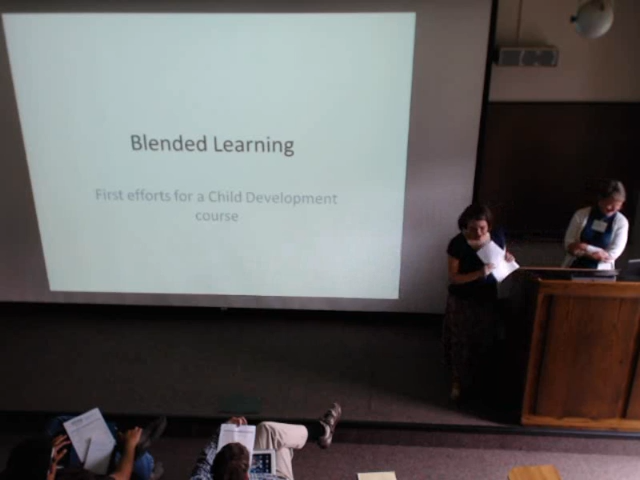 Blended Learning
First efforts for a Child Development
course